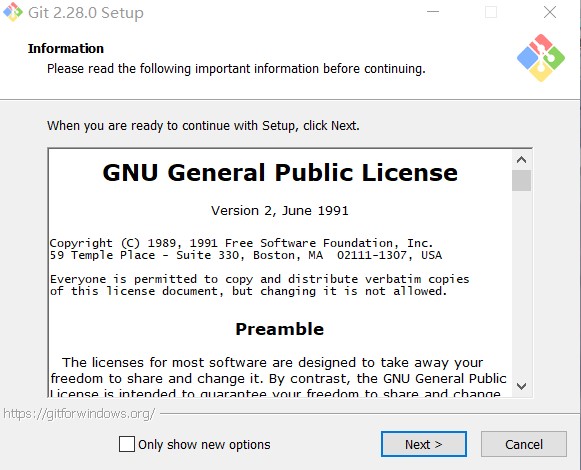 Git 2.28.0 Setup
Information
Please read the following important information before continuing.
When you are ready to continue with Setup, click Next.
GNU General Public License
Version 2, June 1991
Copyright (C) 1989, 1991 Free Software Foundation, Inc.
59 Temple Place - Suite 330, Boston, MA  02111-1307, USA
Everyone is permitted to copy and distribute verbatim copies
of this license document, but changing it is not allowed.
Preamble
The licenses for most software are designed to take away your
freedom to share and change it. By contrast, the GNU General Public
License is intended to guarantee your freedom to share and change
https://gitforwindows.org/
Only show new options
Next >
Cancel